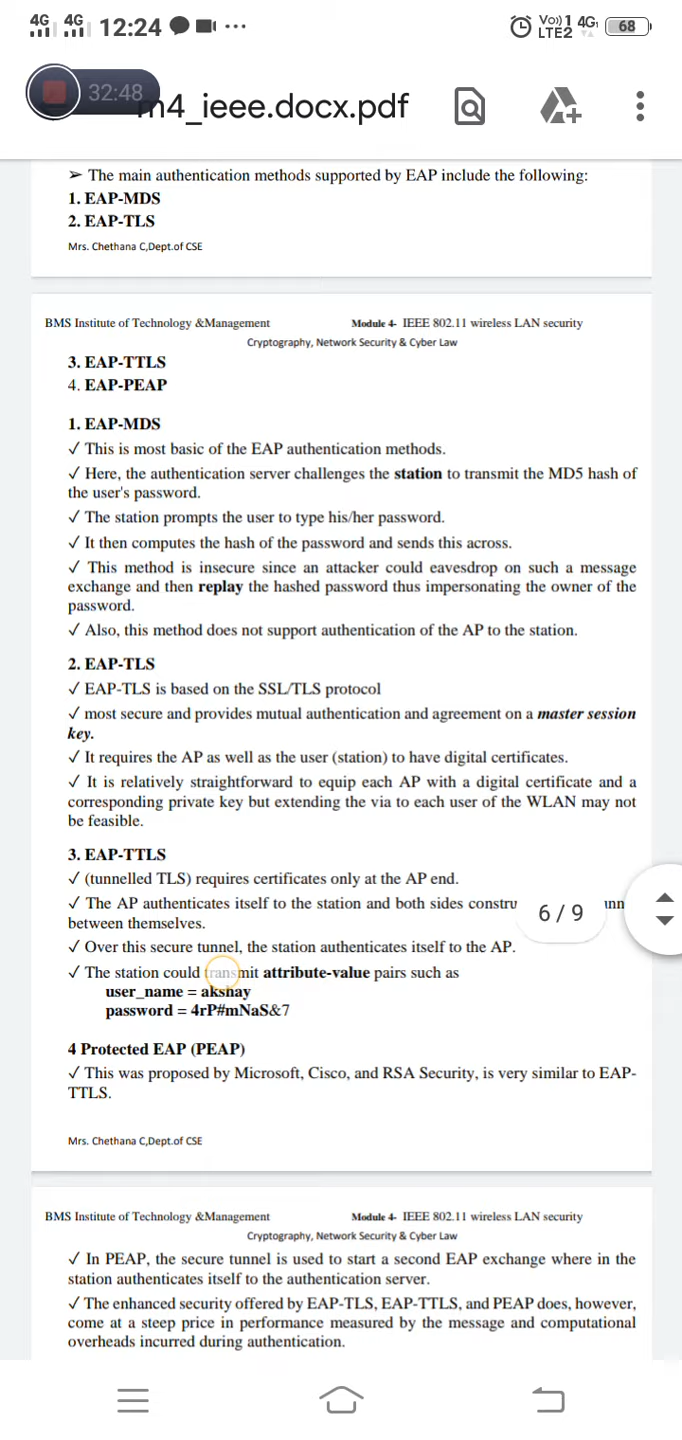 4G 4G 12:24 Vo)) 1 4G LTE2 68
32:48 m4_ieee.docx.pdf
➢ The main authentication methods supported by EAP include the following:
1. EAP-MDS
2. EAP-TLS
Mrs. Chethana C,Dept.of CSE
BMS Institute of Technology &Management Module 4- IEEE 802.11 wireless LAN security
Cryptography, Network Security & Cyber Law
3. EAP-TTLS
4. EAP-PEAP
1. EAP-MDS
✓ This is most basic of the EAP authentication methods.
✓ Here, the authentication server challenges the station to transmit the MD5 hash of
the user's password.
✓ The station prompts the user to type his/her password.
✓ It then computes the hash of the password and sends this across.
✓ This method is insecure since an attacker could eavesdrop on such a message
exchange and then replay the hashed password thus impersonating the owner of the
password.
✓ Also, this method does not support authentication of the AP to the station.
2. EAP-TLS
✓ EAP-TLS is based on the SSL/TLS protocol
✓ most secure and provides mutual authentication and agreement on a master session
key.
✓ It requires the AP as well as the user (station) to have digital certificates.
✓ It is relatively straightforward to equip each AP with a digital certificate and a
corresponding private key but extending the via to each user of the WLAN may not
be feasible.
3. EAP-TTLS
✓ (tunnelled TLS) requires certificates only at the AP end.
✓ The AP authenticates itself to the station and both sides
between themselves.
6 / 9
✓ Over this secure tunnel, the station authenticates itself to the AP.
✓ The station could transmit attribute-value pairs such as
user_name = akshay
password = 4rP#mNaS&7
4 Protected EAP (PEAP)
✓ This was proposed by Microsoft, Cisco, and RSA Security, is very similar to EAP-
TTLS.
Mrs. Chethana C,Dept.of CSE
BMS Institute of Technology &Management Module 4- IEEE 802.11 wireless LAN security
Cryptography, Network Security & Cyber Law
✓ In PEAP, the secure tunnel is used to start a second EAP exchange where in the
station authenticates itself to the authentication server.
✓ The enhanced security offered by EAP-TLS, EAP-TTLS, and PEAP does, however,
come at a steep price in performance measured by the message and computational
overheads incurred during authentication.